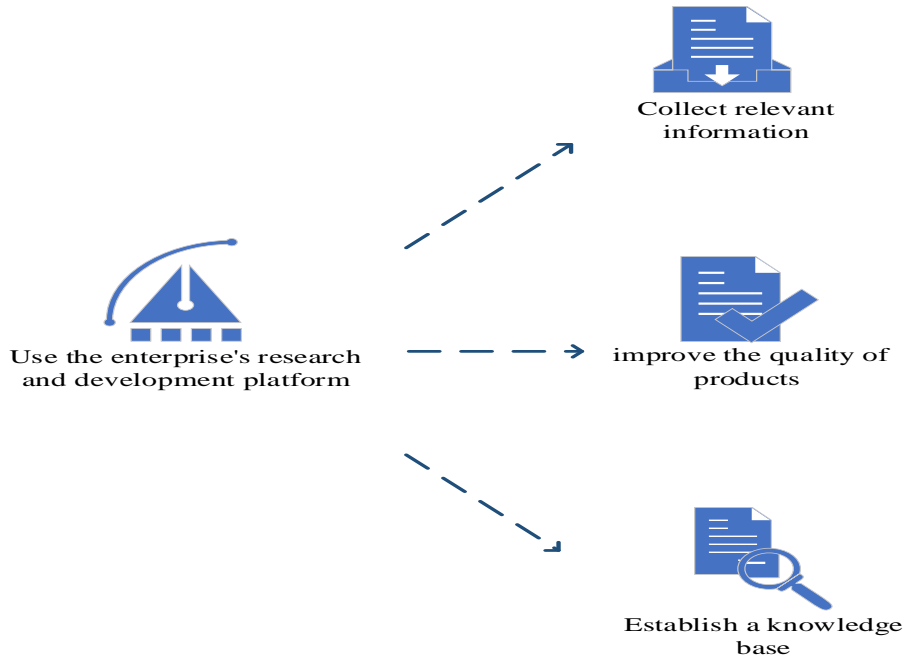 Collect relevant
information
Use the enterprise's research
and development platform
improve the quality of
products
Establish a knowledge
base